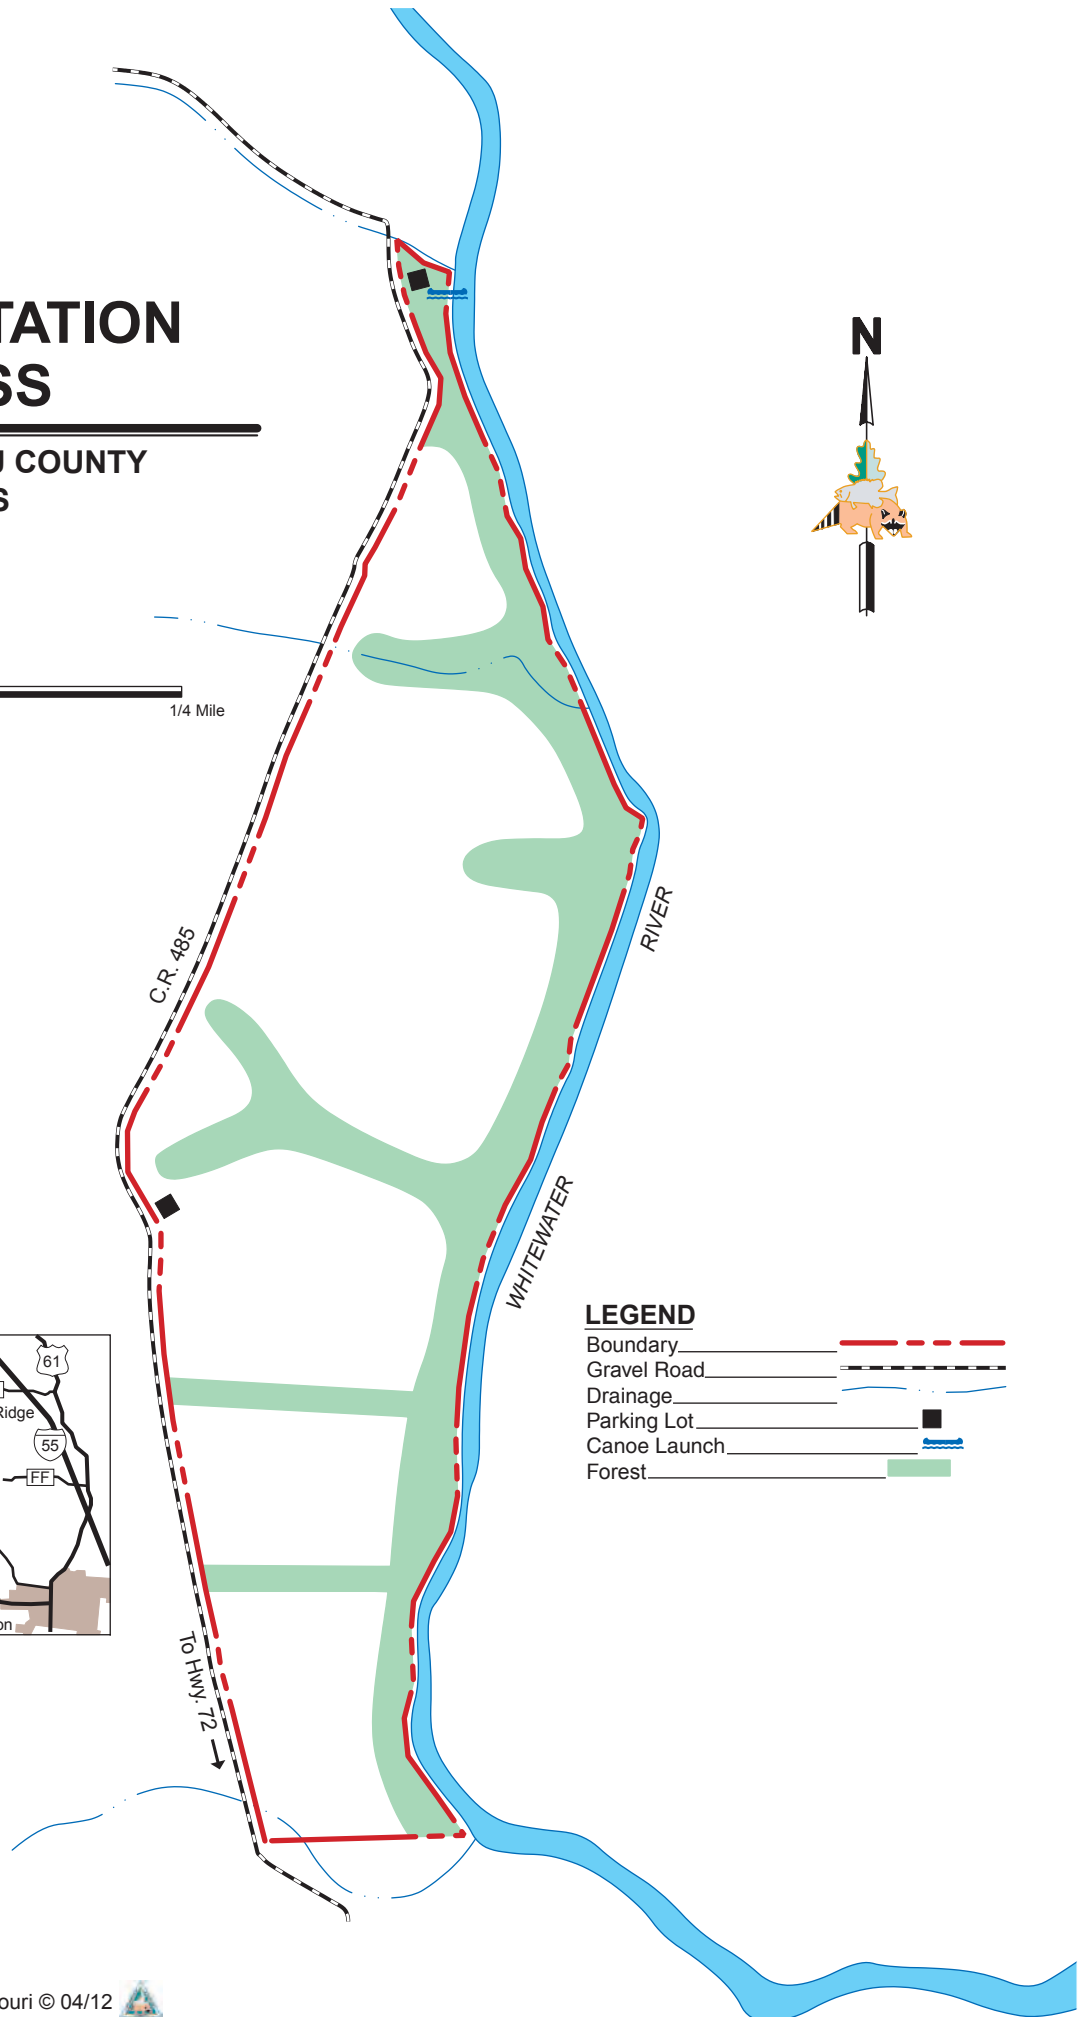 TATION
SS
U COUNTY
S
N
1/4 Mile
C.R. 485
RIVER
WHITEWATER
LEGEND
Boundary
Gravel Road
Drainage
Parking Lot
Canoe Launch
Forest
61
Ridge
55
FF
on
To Hwy. 72
ouri © 04/12